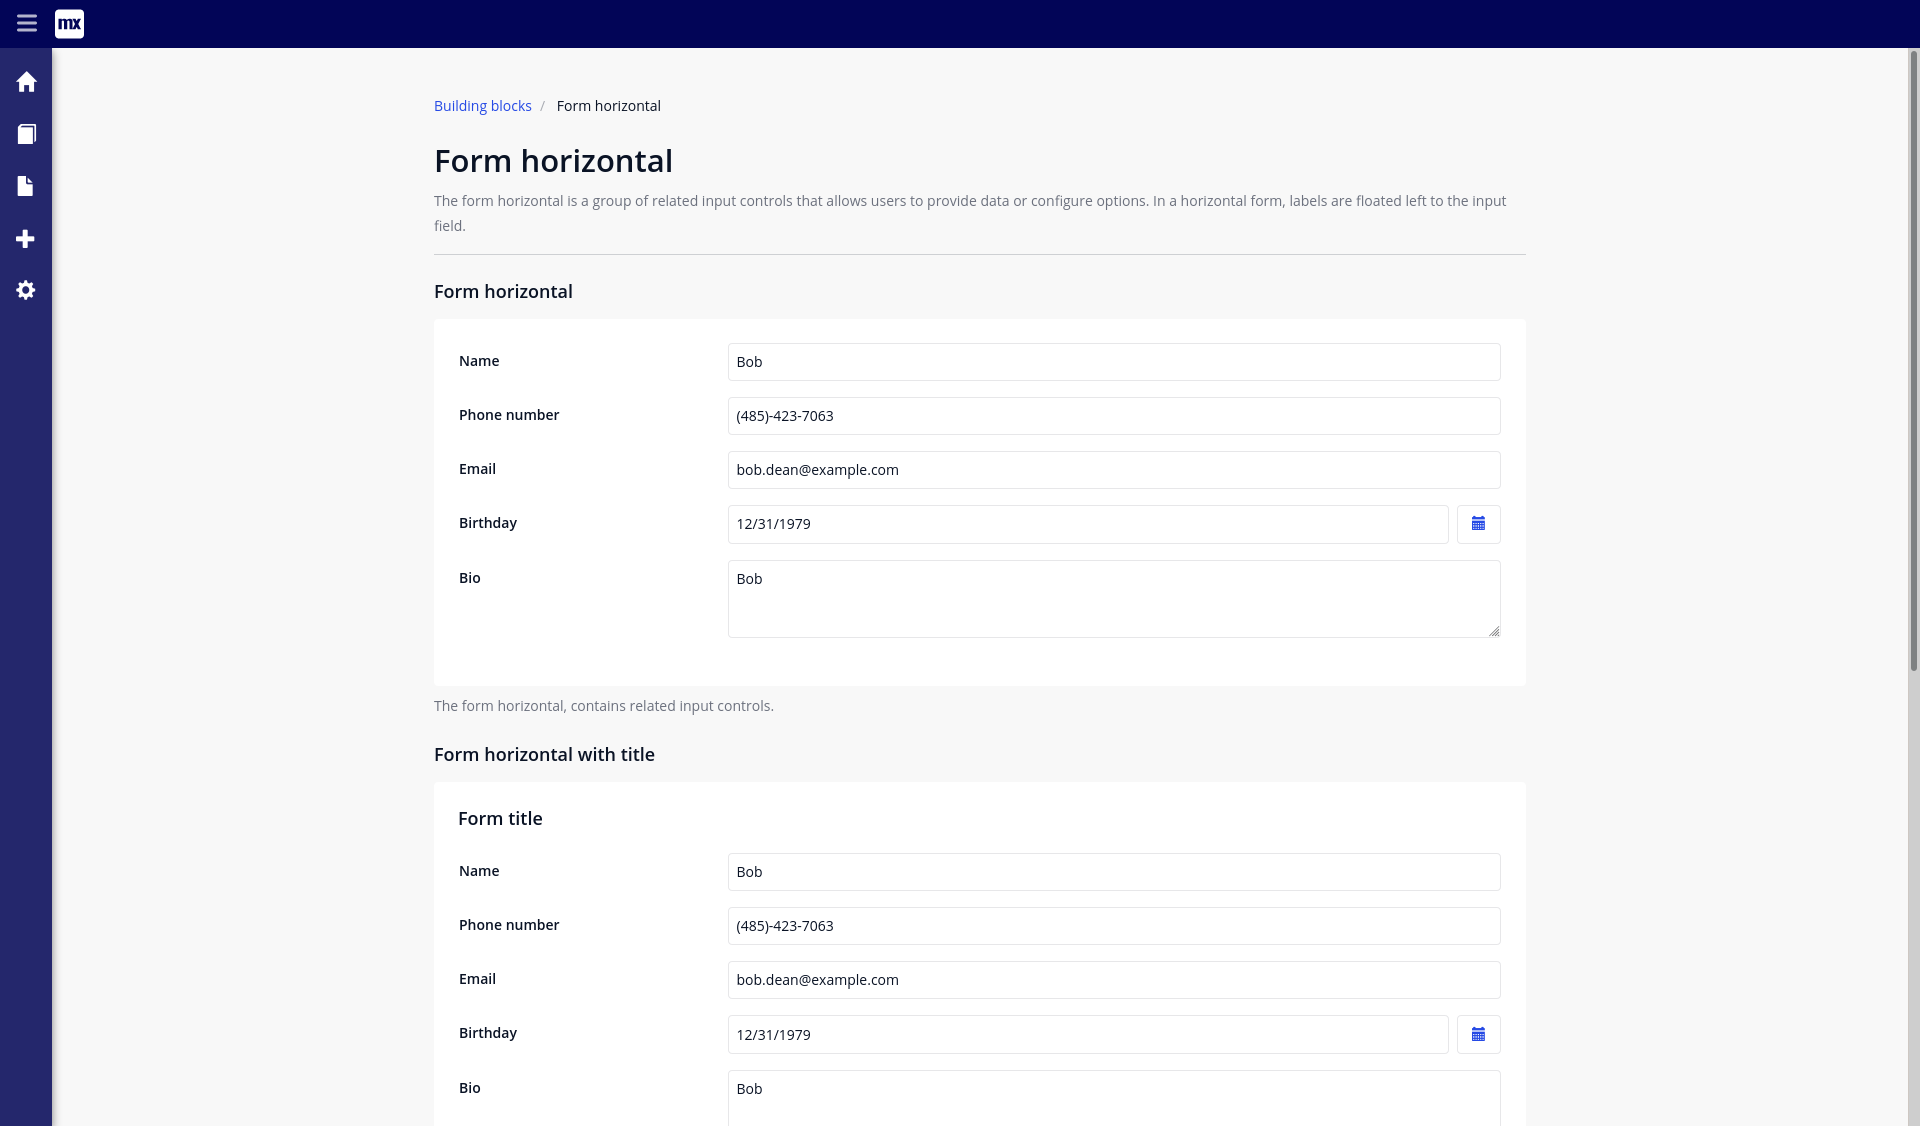 mx
Building blocks / Form horizontal
Form horizontal
The form horizontal is a group of related input controls that allows users to provide data or configure options. In a horizontal form, labels are floated left to the input
field.
Form horizontal
Name Bob
Phone number (485)-423-7063
Email bob.dean@example.com
Birthday 12/31/1979
Bio Bob
The form horizontal, contains related input controls.
Form horizontal with title
Form title
Name Bob
Phone number (485)-423-7063
Email bob.dean@example.com
Birthday 12/31/1979
Bio Bob